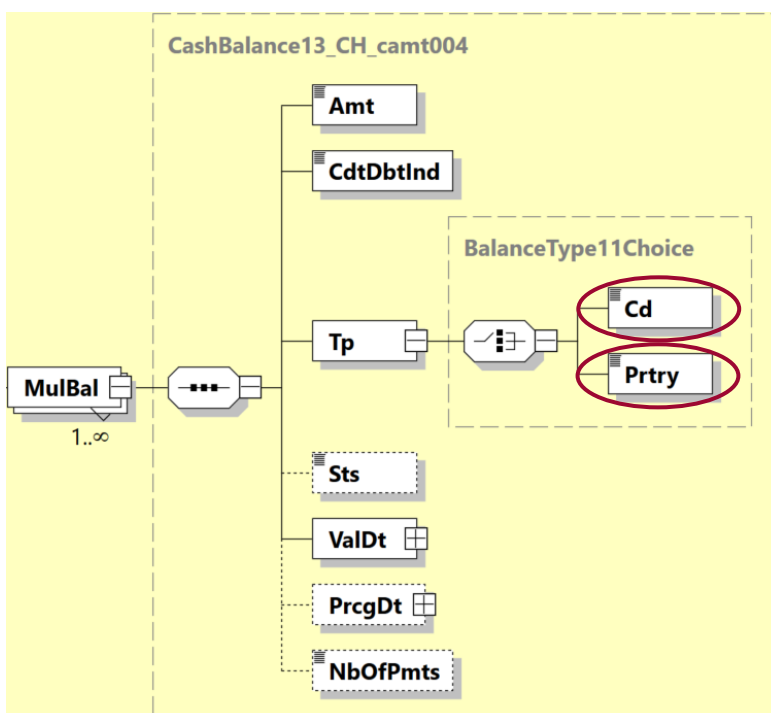 CashBalance13_CH_camt004
Amt
CdtDbtInd
BalanceType11Choice
Cd
Tp
Prtry
MulBal
1..∞
Sts
ValDt
PrcgDt
NbOfPmts